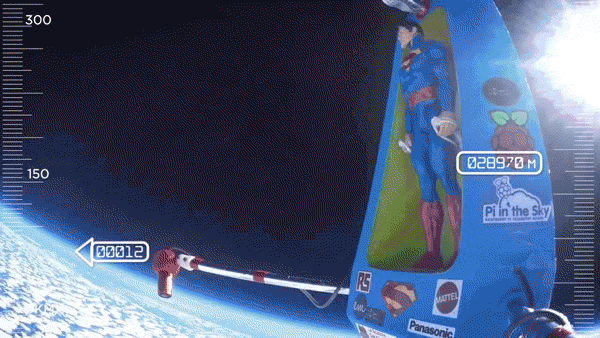 300
150
00012
028970 M
Pi in the Sky
RS
MATTEL
Panasonic